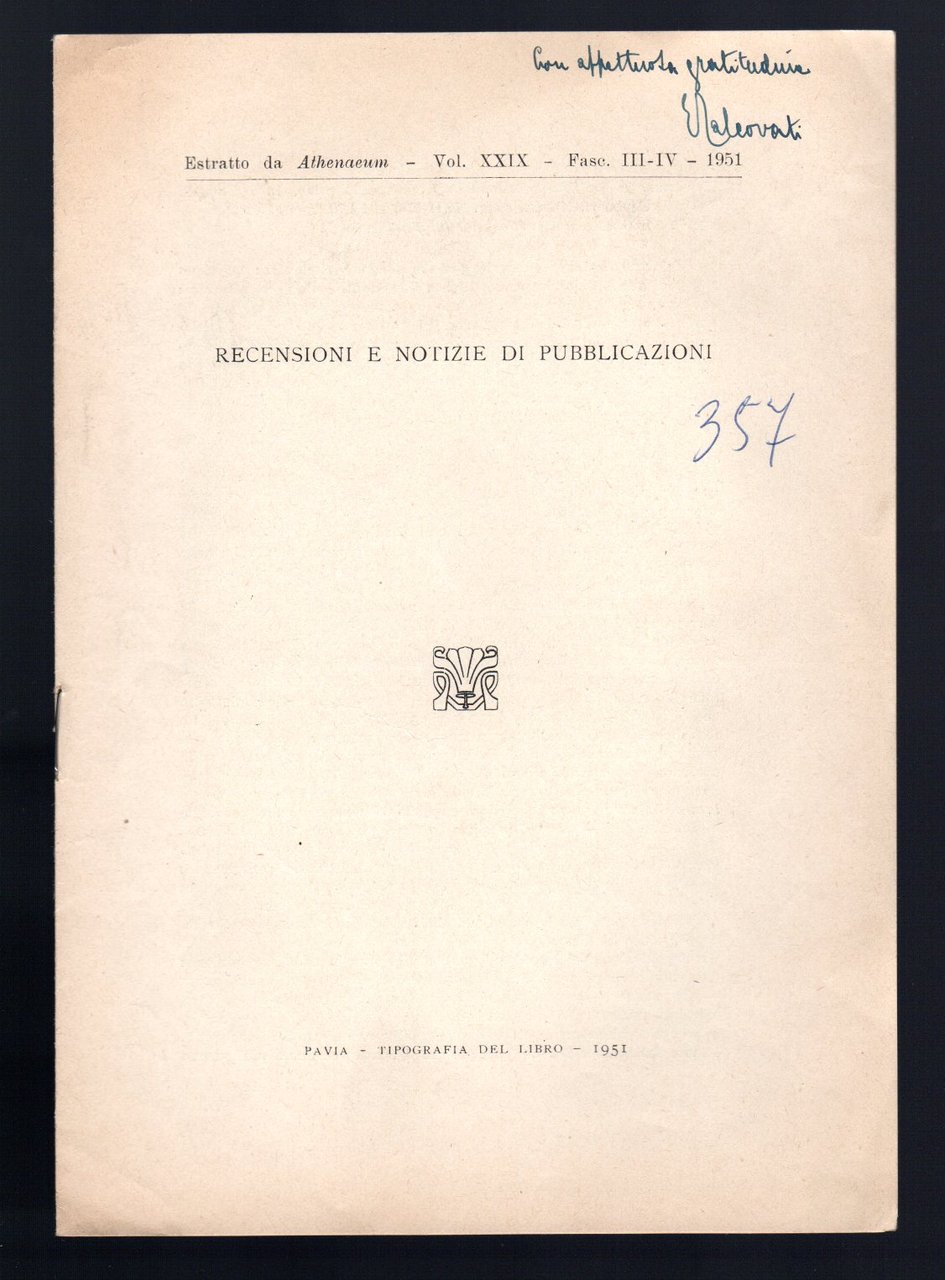 Con affettuosa gratitudine
E Malcovati
Estratto da Athenaeum – Vol. XXIX – Fasc. III-IV – 1951
RECENSIONI E NOTIZIE DI PUBBLICAZIONI
357
PAVIA – TIPOGRAFIA DEL LIBRO – 1951